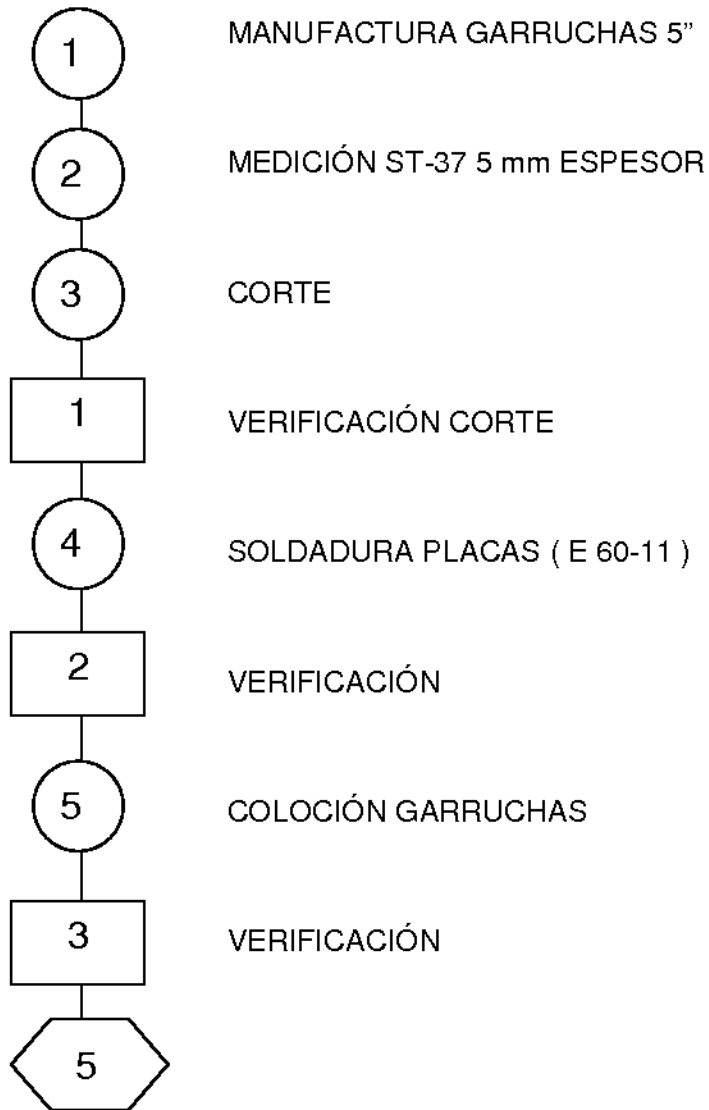 1 MANUFACTURA GARRUCHAS 5”
2 MEDICIÓN ST-37 5 mm ESPESOR
3 CORTE
1 VERIFICACIÓN CORTE
4 SOLDADURA PLACAS ( E 60-11 )
2 VERIFICACIÓN
5 COLOCIÓN GARRUCHAS
3 VERIFICACIÓN
5